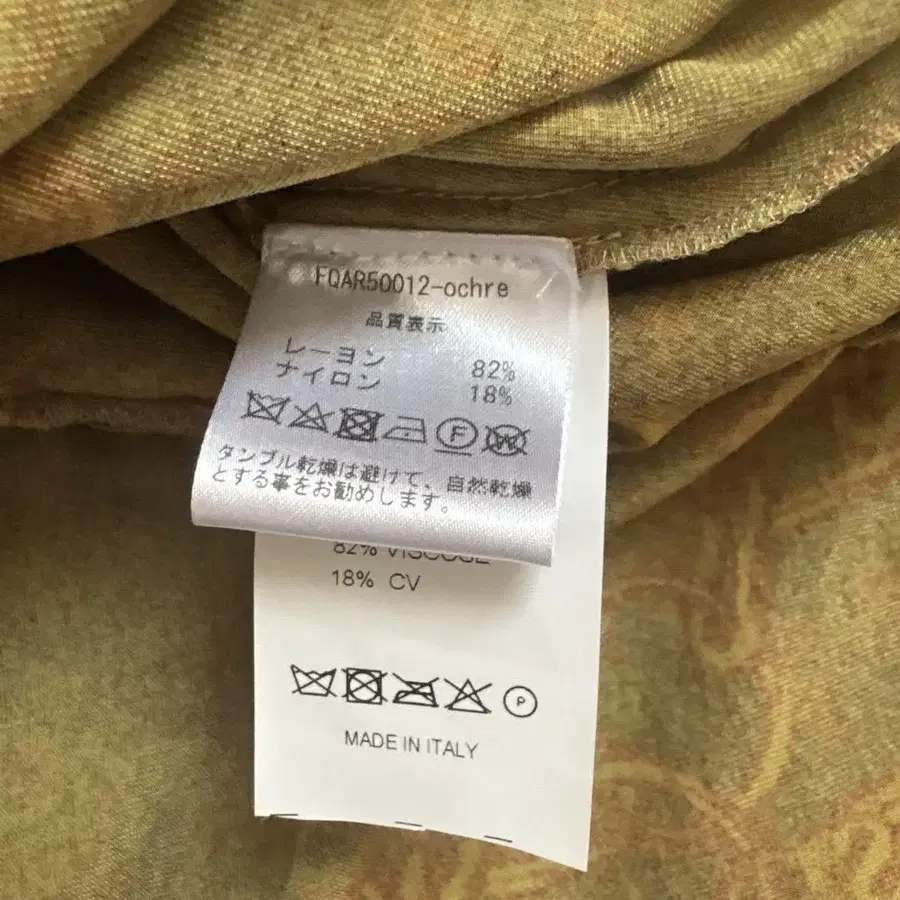 FQAR50012-ochre
品質表示
レーヨン 82%
ナイロン 18%
F W
タンブル乾燥は避けて、自然乾燥
とする事をお勧めします。
82% VISCOSE
18% CV
P
MADE IN ITALY